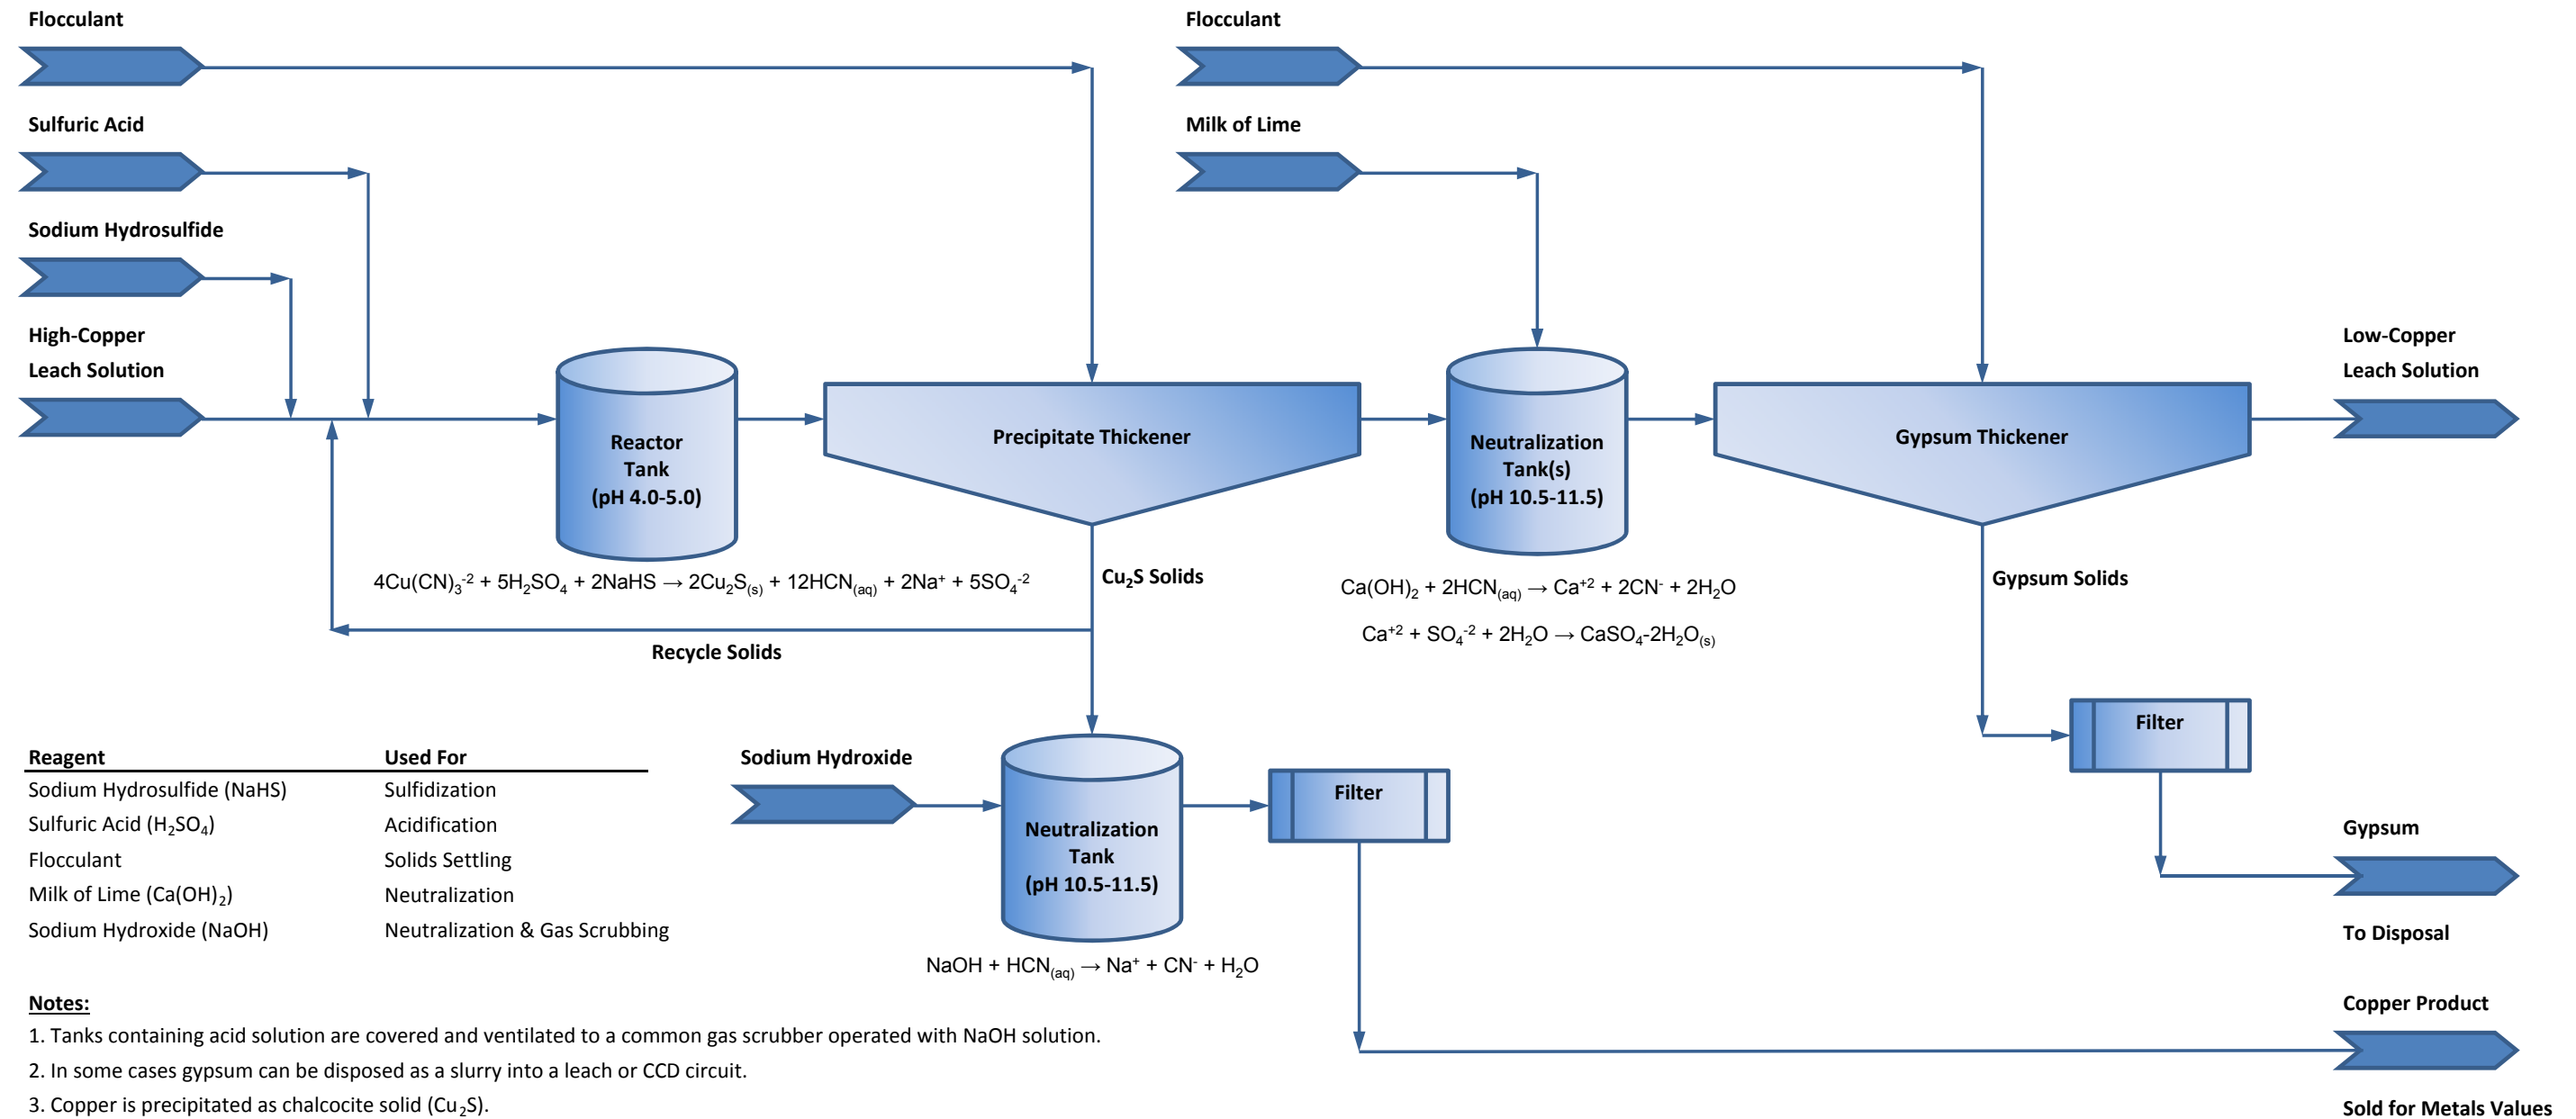 Flocculant
Flocculant
Sulfuric Acid
Milk of Lime
Sodium Hydrosulfide
High-Copper
Leach Solution
Low-Copper
Leach Solution
Reactor
Tank
(pH 4.0-5.0)
Precipitate Thickener
Neutralization
Tank(s)
(pH 10.5-11.5)
Gypsum Thickener
4Cu(CN)₃⁻² + 5H₂SO₄ + 2NaHS → 2Cu₂S(s) + 12HCN(aq) + 2Na⁺ + 5SO₄⁻²
Cu₂S Solids
Ca(OH)₂ + 2HCN(aq) → Ca⁺² + 2CN⁻ + 2H₂O
Ca⁺² + SO₄⁻² + 2H₂O → CaSO₄-2H₂O(s)
Gypsum Solids
Recycle Solids
Filter
Reagent Used For
Sodium Hydrosulfide (NaHS) Sulfidization
Sulfuric Acid (H₂SO₄) Acidification
Flocculant Solids Settling
Milk of Lime (Ca(OH)₂) Neutralization
Sodium Hydroxide (NaOH) Neutralization & Gas Scrubbing
Sodium Hydroxide
Neutralization
Tank
(pH 10.5-11.5)
Filter
NaOH + HCN(aq) → Na⁺ + CN⁻ + H₂O
Gypsum
To Disposal
Copper Product
Sold for Metals Values
Notes:
1. Tanks containing acid solution are covered and ventilated to a common gas scrubber operated with NaOH solution.
2. In some cases gypsum can be disposed as a slurry into a leach or CCD circuit.
3. Copper is precipitated as chalcocite solid (Cu₂S).